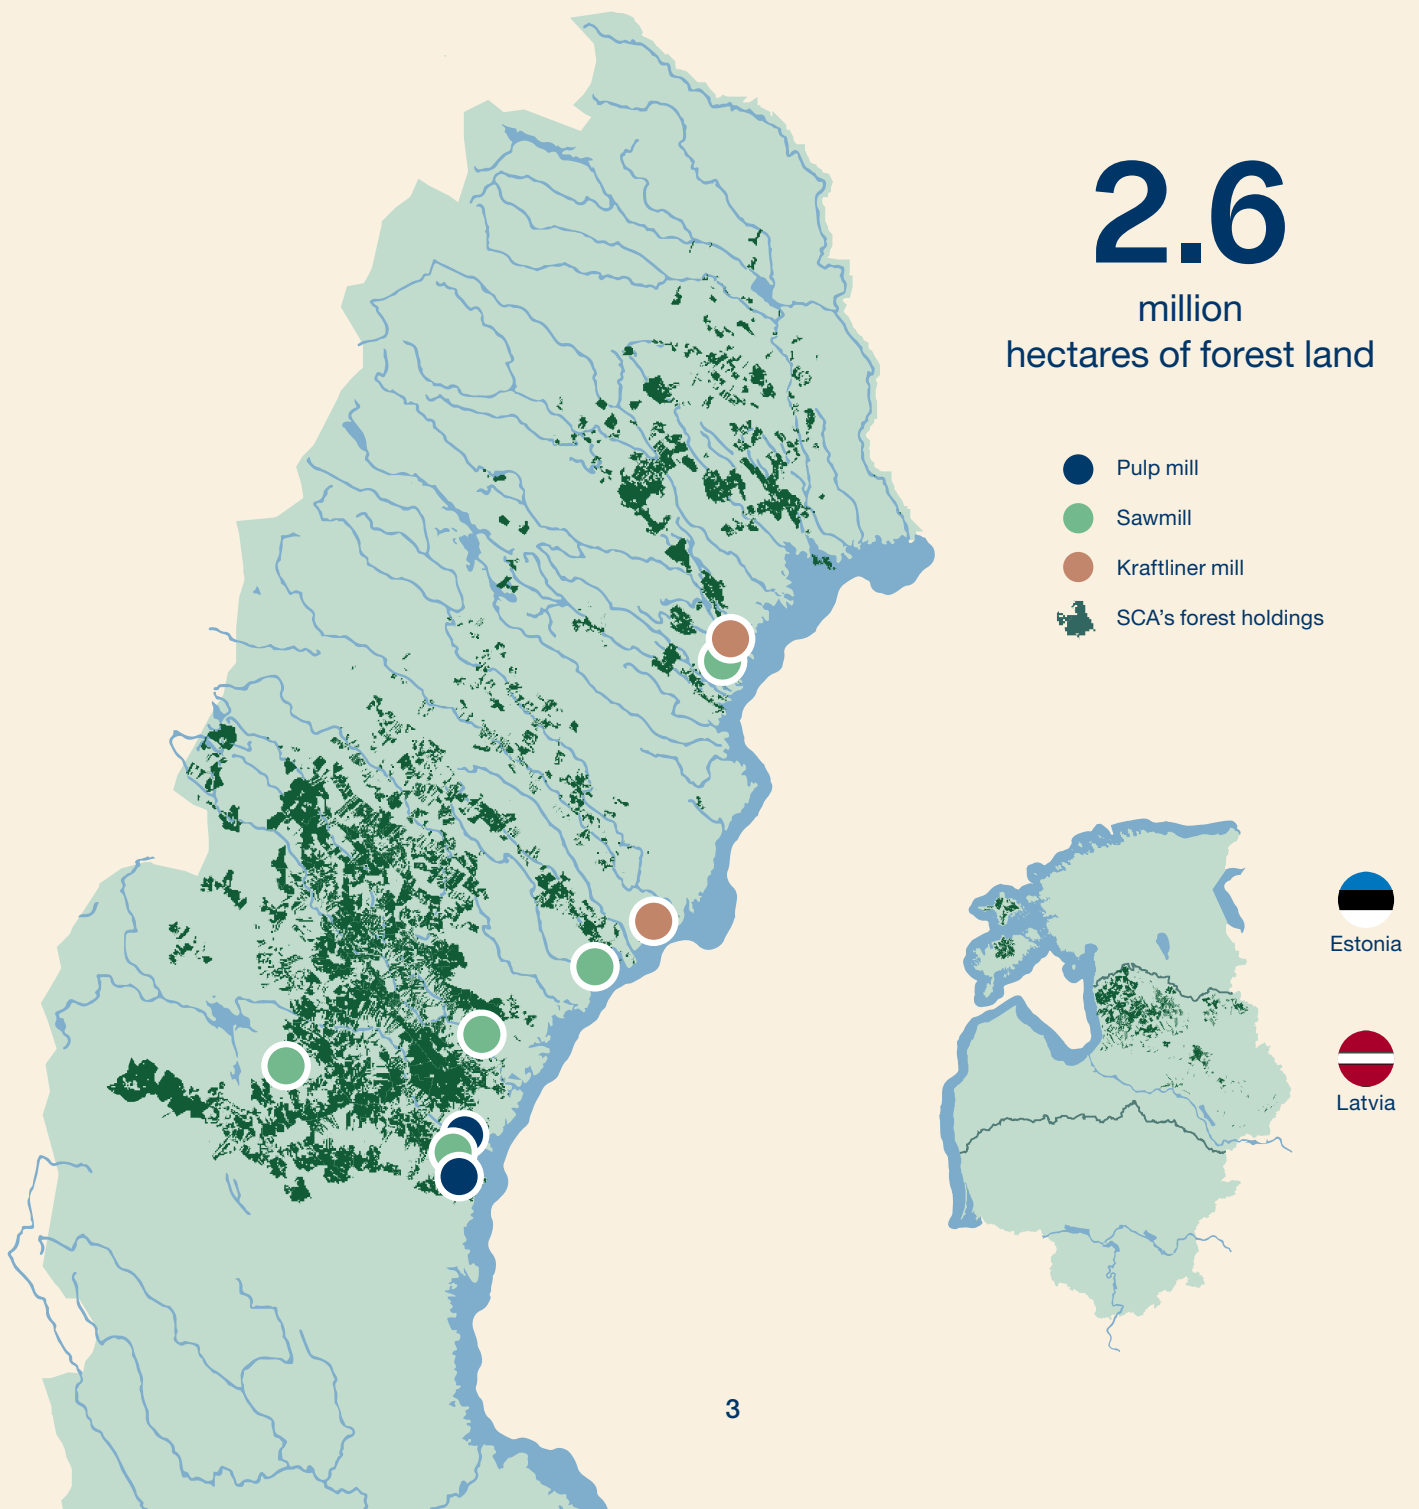 2.6
million
hectares of forest land
Pulp mill
Sawmill
Kraftliner mill
SCA's forest holdings
Estonia
Latvia
3